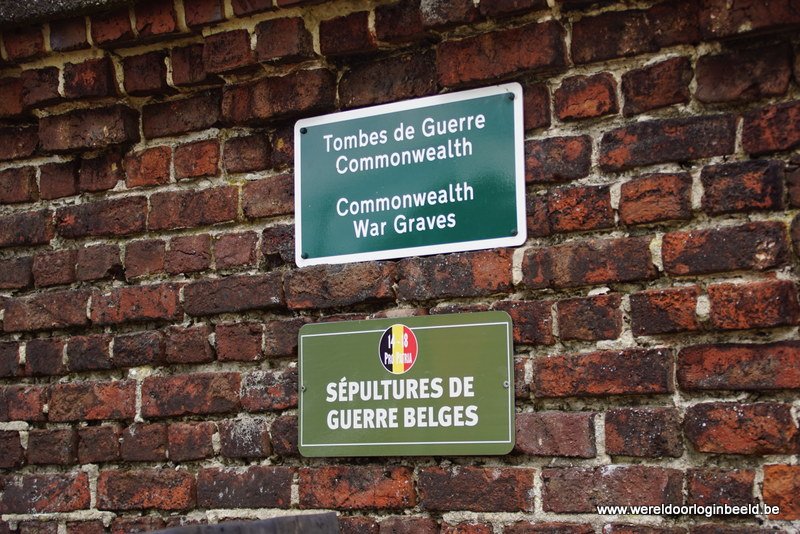 Tombes de Guerre
Commonwealth
Commonwealth
War Graves
14-18
PRO PATRIA
SÉPULTURES DE
GUERRE BELGES
www.wereldoorloginbeeld.be